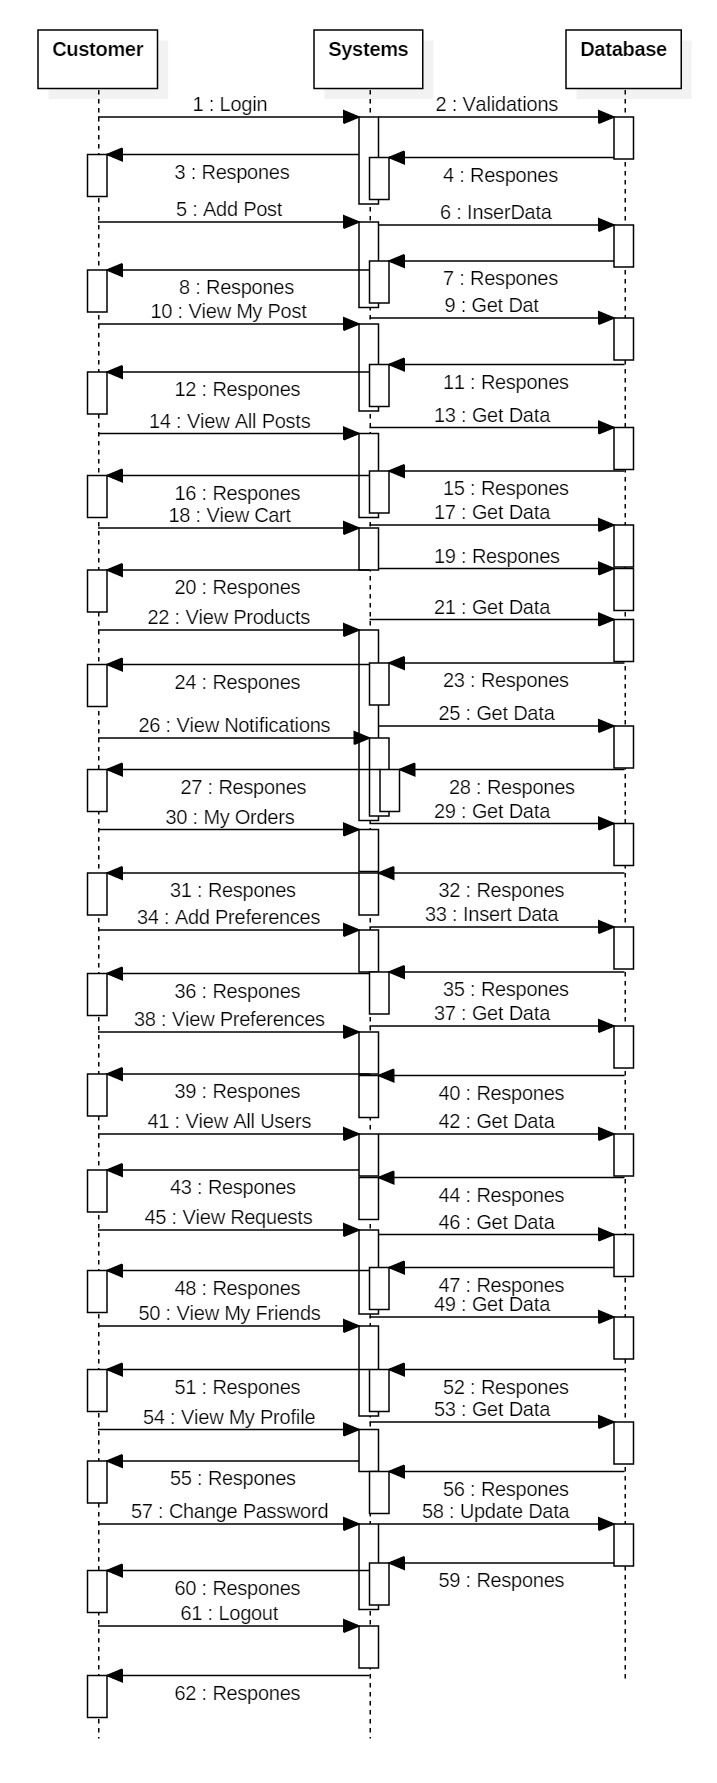 Customer
Systems
Database
1 : Login
2 : Validations
3 : Respones
4 : Respones
5 : Add Post
6 : InserData
7 : Respones
8 : Respones
9 : Get Dat
10 : View My Post
11 : Respones
12 : Respones
13 : Get Data
14 : View All Posts
15 : Respones
16 : Respones
17 : Get Data
18 : View Cart
19 : Respones
20 : Respones
21 : Get Data
22 : View Products
23 : Respones
24 : Respones
25 : Get Data
26 : View Notifications
27 : Respones
28 : Respones
29 : Get Data
30 : My Orders
31 : Respones
32 : Respones
33 : Insert Data
34 : Add Preferences
35 : Respones
36 : Respones
37 : Get Data
38 : View Preferences
39 : Respones
40 : Respones
41 : View All Users
42 : Get Data
43 : Respones
44 : Respones
45 : View Requests
46 : Get Data
47 : Respones
48 : Respones
49 : Get Data
50 : View My Friends
51 : Respones
52 : Respones
53 : Get Data
54 : View My Profile
55 : Respones
56 : Respones
57 : Change Password
58 : Update Data
59 : Respones
60 : Respones
61 : Logout
62 : Respones